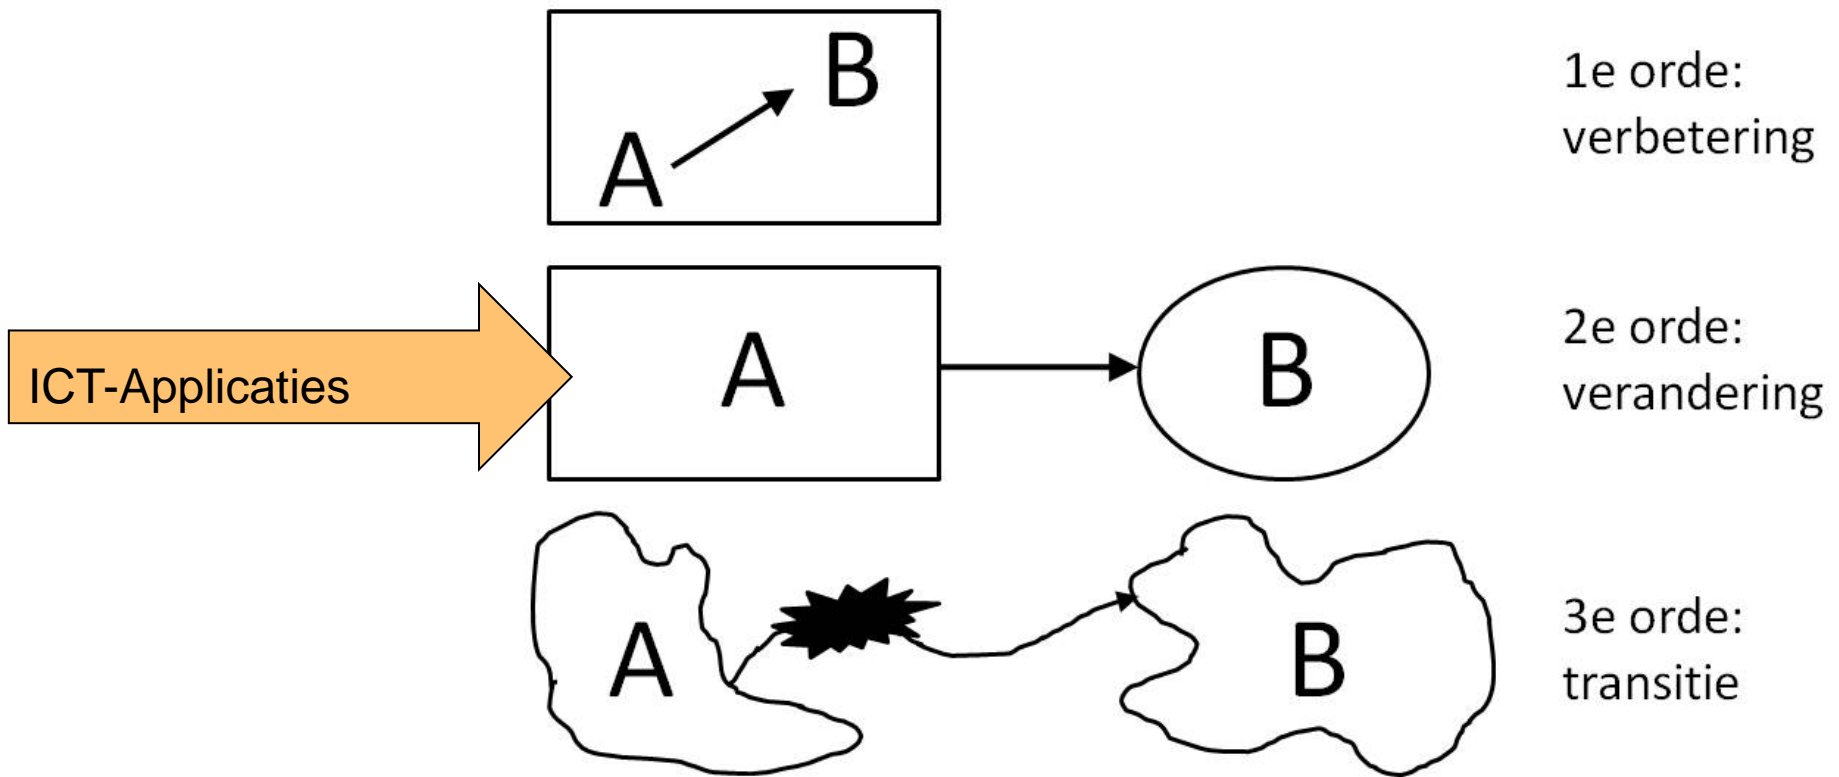 B
A
1e orde:
verbetering
ICT-Applicaties
A
B
2e orde:
verandering
A
B
3e orde:
transitie